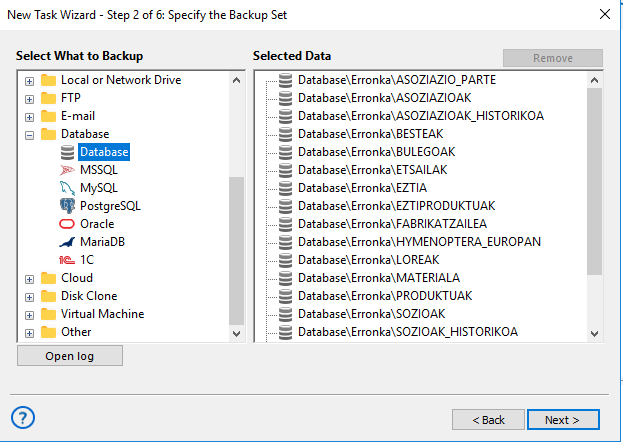 New Task Wizard - Step 2 of 6: Specify the Backup Set
Select What to Backup
Local or Network Drive
FTP
E-mail
Database
Database
MSSQL
MySQL
PostgreSQL
Oracle
MariaDB
1C
Cloud
Disk Clone
Virtual Machine
Other
Open log
Selected Data
Remove
Database\Erronka\ASOZIAZIO_PARTE
Database\Erronka\ASOZIAZIOAK
Database\Erronka\ASOZIAZIOAK_HISTORIKOA
Database\Erronka\BESTEAK
Database\Erronka\BULEGOAK
Database\Erronka\ETSAILAK
Database\Erronka\EZTIA
Database\Erronka\EZTIPRODUKTUAK
Database\Erronka\FABRIKATZAILEA
Database\Erronka\HYMENOPTERA_EUROPAN
Database\Erronka\LOREAK
Database\Erronka\MATERIALA
Database\Erronka\PRODUKTUAK
Database\Erronka\SOZIOAK
Database\Erronka\SOZIOAK_HISTORIKOA
?
< Back
Next >